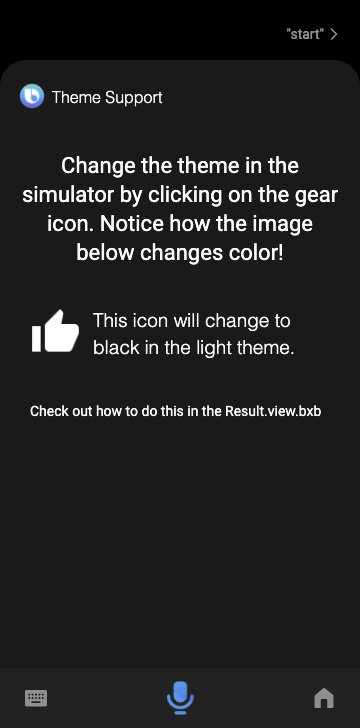 "start"
Theme Support
Change the theme in the
simulator by clicking on the gear
icon. Notice how the image
below changes color!
This icon will change to
black in the light theme.
Check out how to do this in the Result.view.bxb